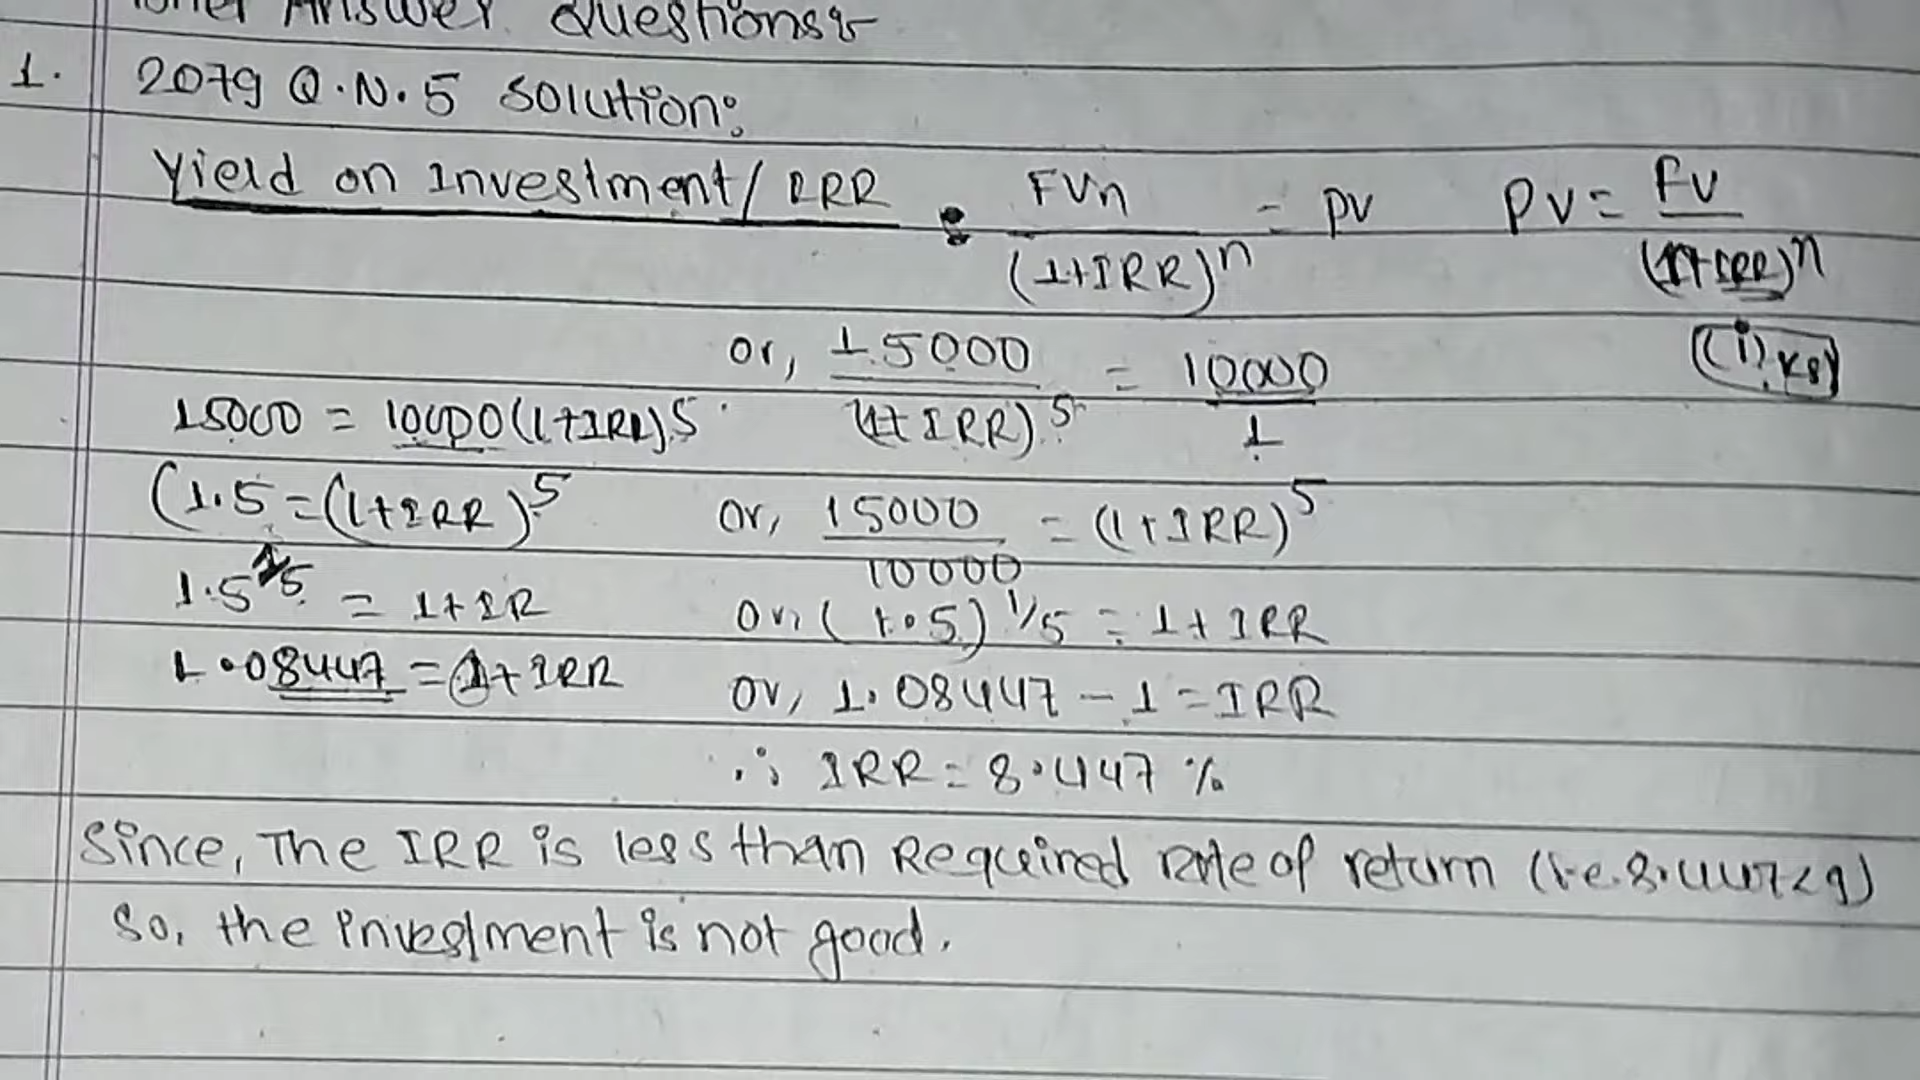 Answer Questions:-
1. 2079 Q.N.5 Solution:
Yield on Investment/IRR FVn/(1+IRR)^n = PV PV = FV/(1+IRR)^n
or, 15000/(1+IRR)^5 = 10000/1
15000 = 10000(1+IRR)5
(1.5 = (1+IRR)^5 or, 15000/10000 = (1+IRR)^5
1.5^1/5 = 1+IR or, (1.5)^1/5 = 1+IRR
1.08447 = 1+IRR or, 1.08447 - 1 = IRR
∴ IRR = 8.447 %
Since, The IRR is less than Required rate of return (i.e. 8.447<9)
So, the investment is not good.